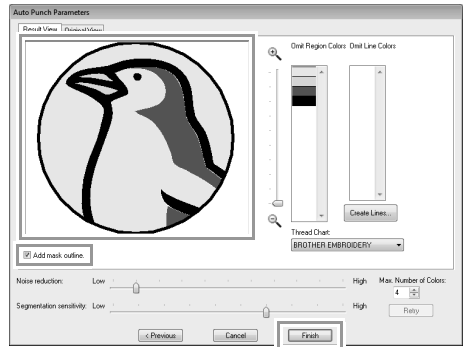 Auto Punch Parameters
Result View Original View
Omit Region Colors Omit Line Colors
Create Lines...
Thread Chart:
BROTHER EMBROIDERY
Add mask outline.
Noise reduction: Low High Max. Number of Colors:
4
Segmentation sensitivity: Low High
Retry
< Previous Cancel Finish